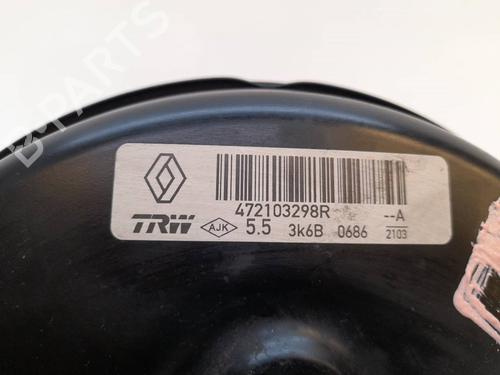 B-PARTS
472103298R --A
TRW AJK 5.5 3k6B 0686 2103